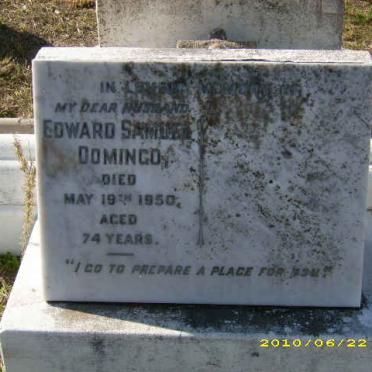 IN LOVING MEMORY OF
MY DEAR HUSBAND
EDWARD SAMUEL
DOMINGO,
DIED
MAY 19TH 1950,
AGED
74 YEARS.
"I GO TO PREPARE A PLACE FOR YOU."
2010/06/22